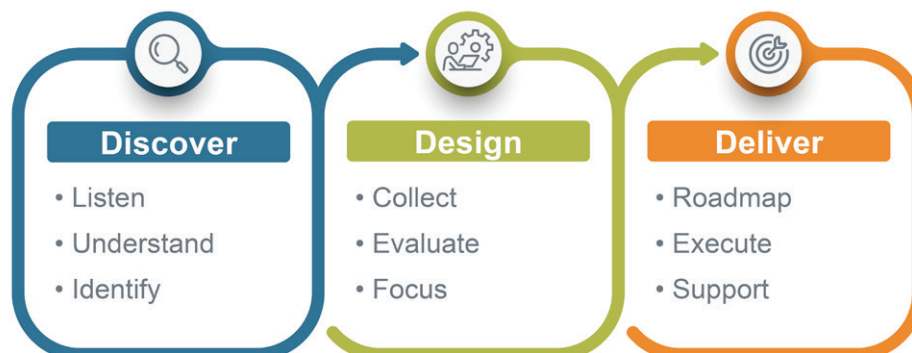 Discover
• Listen
• Understand
• Identify
Design
• Collect
• Evaluate
• Focus
Deliver
• Roadmap
• Execute
• Support